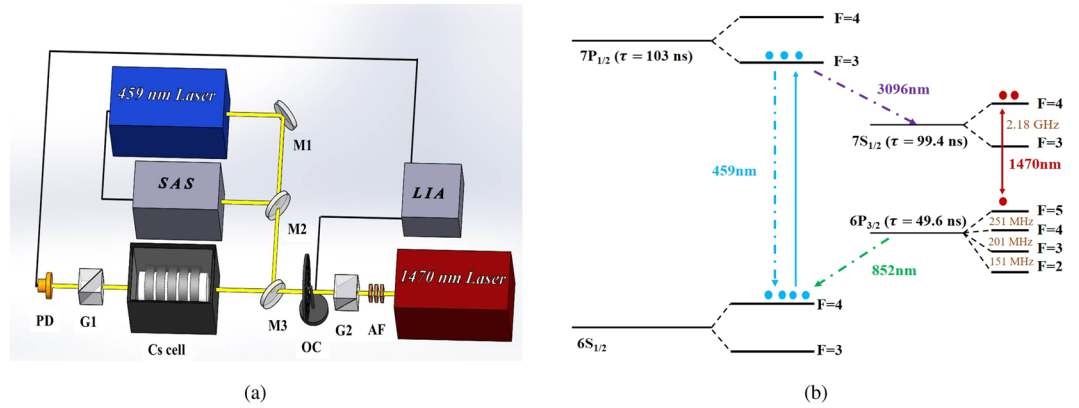 459 nm Laser
M1
SAS
LIA
M2
1470 nm Laser
PD
G1
Cs cell
M3
OC
G2
AF
(a)
F=4
7P1/2 (τ = 103 ns)
F=3
3096nm
F=4
2.18 GHz
7S1/2 (τ = 99.4 ns)
F=3
459nm
1470nm
6P3/2 (τ = 49.6 ns)
F=5
251 MHz
F=4
201 MHz
F=3
151 MHz
F=2
852nm
F=4
6S1/2
F=3
(b)